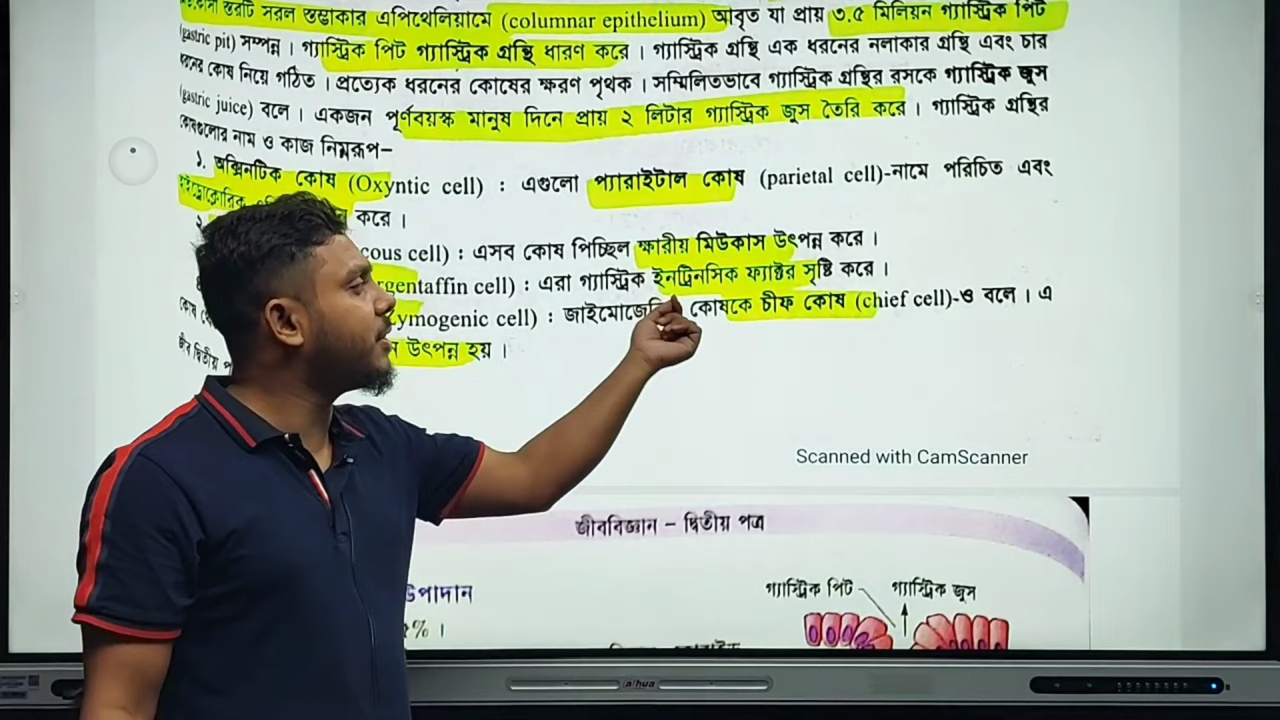 স্তরটি সরল স্তম্ভাকার এপিথেলিয়ামে (columnar epithelium) আবৃত যা প্রায় ৩.৫ মিলিয়ন গ্যাস্ট্রিক পিট
(gastric pit) সম্পন্ন। গ্যাস্ট্রিক পিট গ্যাস্ট্রিক গ্রন্থি ধারণ করে। গ্যাস্ট্রিক গ্রন্থি এক ধরনের নলাকার গ্রন্থি এবং চার
ধরনের কোষ নিয়ে গঠিত। প্রত্যেক ধরনের কোষের ক্ষরণ পৃথক। সম্মিলিতভাবে গ্যাস্ট্রিক গ্রন্থির রসকে গ্যাস্ট্রিক জুস
(gastric juice) বলে। একজন পূর্ণবয়স্ক মানুষ দিনে প্রায় ২ লিটার গ্যাস্ট্রিক জুস তৈরি করে। গ্যাস্ট্রিক গ্রন্থির
কোষগুলোর নাম ও কাজ নিম্নরূপ–
১. অক্সিনটিক কোষ (Oxyntic cell) : এগুলো প্যারাইটাল কোষ (parietal cell)-নামে পরিচিত এবং
হাইড্রোক্লোরিক করে।
২.
cous cell) : এসব কোষ পিচ্ছিল ক্ষারীয় মিউকাস উৎপন্ন করে।
rgentaffin cell) : এরা গ্যাস্ট্রিক ইনট্রিনসিক ফ্যাক্টর সৃষ্টি করে।
ymogenic cell) : কোষকে চীফ কোষ (chief cell)-ও বলে। এ
কোষ উৎপন্ন হয়।
জীব দ্বিতীয় প
Scanned with CamScanner
জীববিজ্ঞান – দ্বিতীয় পত্র
উপাদান
গ্যাস্ট্রিক পিট গ্যাস্ট্রিক জুস
% ।
alhua